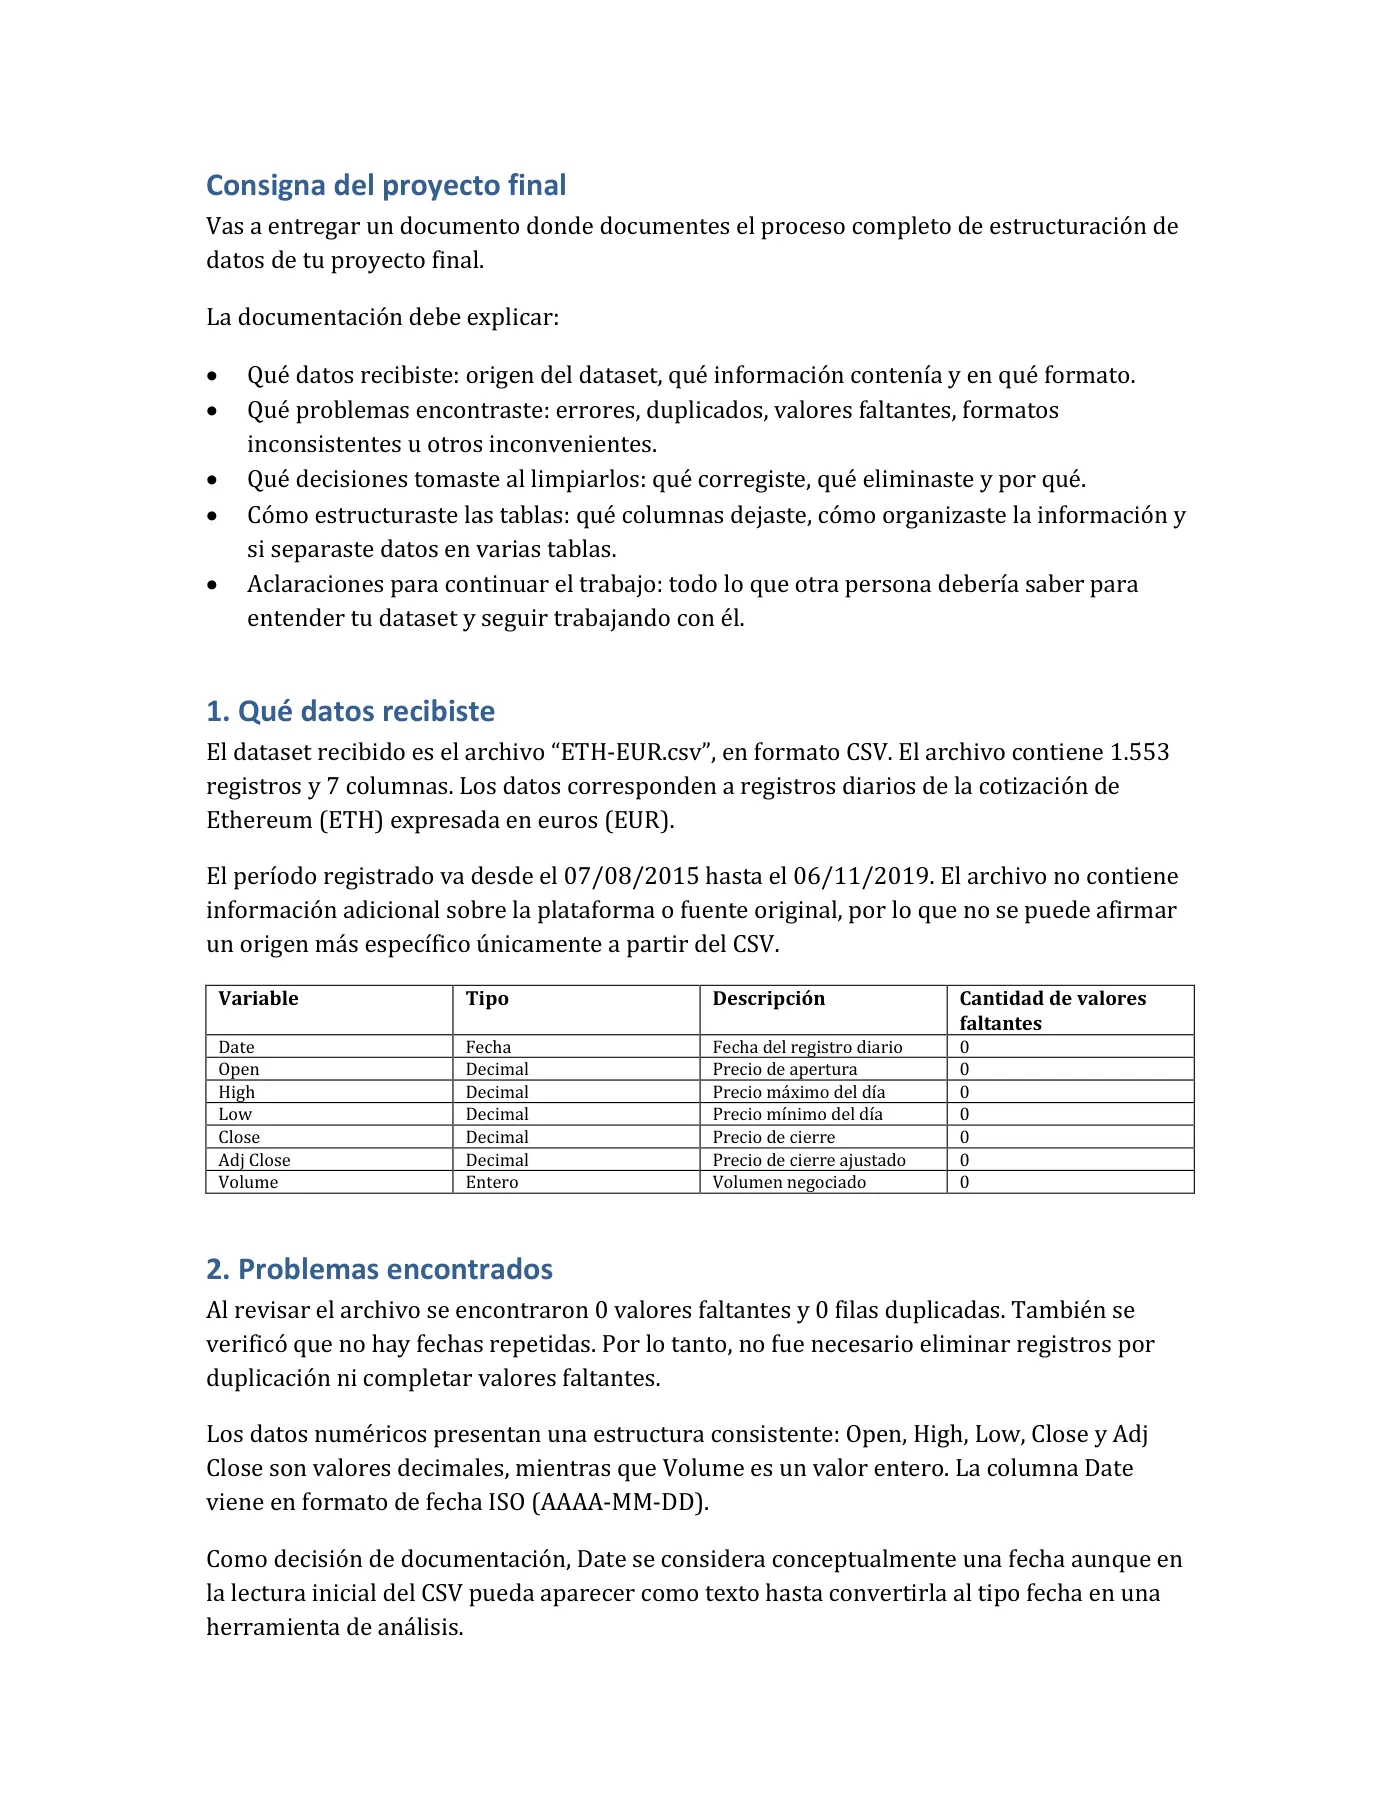 Consigna del proyecto final
Vas a entregar un documento donde documentes el proceso completo de estructuración de
datos de tu proyecto final.
La documentación debe explicar:
• Qué datos recibiste: origen del dataset, qué información contenía y en qué formato.
• Qué problemas encontraste: errores, duplicados, valores faltantes, formatos
inconsistentes u otros inconvenientes.
• Qué decisiones tomaste al limpiarlos: qué corregiste, qué eliminaste y por qué.
• Cómo estructuraste las tablas: qué columnas dejaste, cómo organizaste la información y
si separaste datos en varias tablas.
• Aclaraciones para continuar el trabajo: todo lo que otra persona debería saber para
entender tu dataset y seguir trabajando con él.
1. Qué datos recibiste
El dataset recibido es el archivo “ETH-EUR.csv”, en formato CSV. El archivo contiene 1.553
registros y 7 columnas. Los datos corresponden a registros diarios de la cotización de
Ethereum (ETH) expresada en euros (EUR).
El período registrado va desde el 07/08/2015 hasta el 06/11/2019. El archivo no contiene
información adicional sobre la plataforma o fuente original, por lo que no se puede afirmar
un origen más específico únicamente a partir del CSV.
Variable Tipo Descripción Cantidad de valores
faltantes
Date Fecha Fecha del registro diario 0
Open Decimal Precio de apertura 0
High Decimal Precio máximo del día 0
Low Decimal Precio mínimo del día 0
Close Decimal Precio de cierre 0
Adj Close Decimal Precio de cierre ajustado 0
Volume Entero Volumen negociado 0
2. Problemas encontrados
Al revisar el archivo se encontraron 0 valores faltantes y 0 filas duplicadas. También se
verificó que no hay fechas repetidas. Por lo tanto, no fue necesario eliminar registros por
duplicación ni completar valores faltantes.
Los datos numéricos presentan una estructura consistente: Open, High, Low, Close y Adj
Close son valores decimales, mientras que Volume es un valor entero. La columna Date
viene en formato de fecha ISO (AAAA-MM-DD).
Como decisión de documentación, Date se considera conceptualmente una fecha aunque en
la lectura inicial del CSV pueda aparecer como texto hasta convertirla al tipo fecha en una
herramienta de análisis.